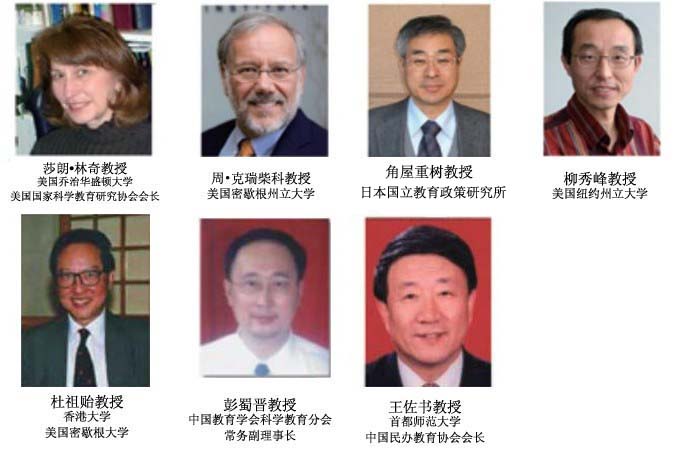 莎朗•林奇教授
美国乔治华盛顿大学
美国国家科学教育研究协会会长
周•克瑞柴科教授
美国密歇根州立大学
角屋重树教授
日本国立教育政策研究所
柳秀峰教授
美国纽约州立大学
杜祖贻教授
香港大学
美国密歇根大学
彭蜀晋教授
中国教育学会科学教育分会
常务副理事长
王佐书教授
首都师范大学
中国民办教育协会会长